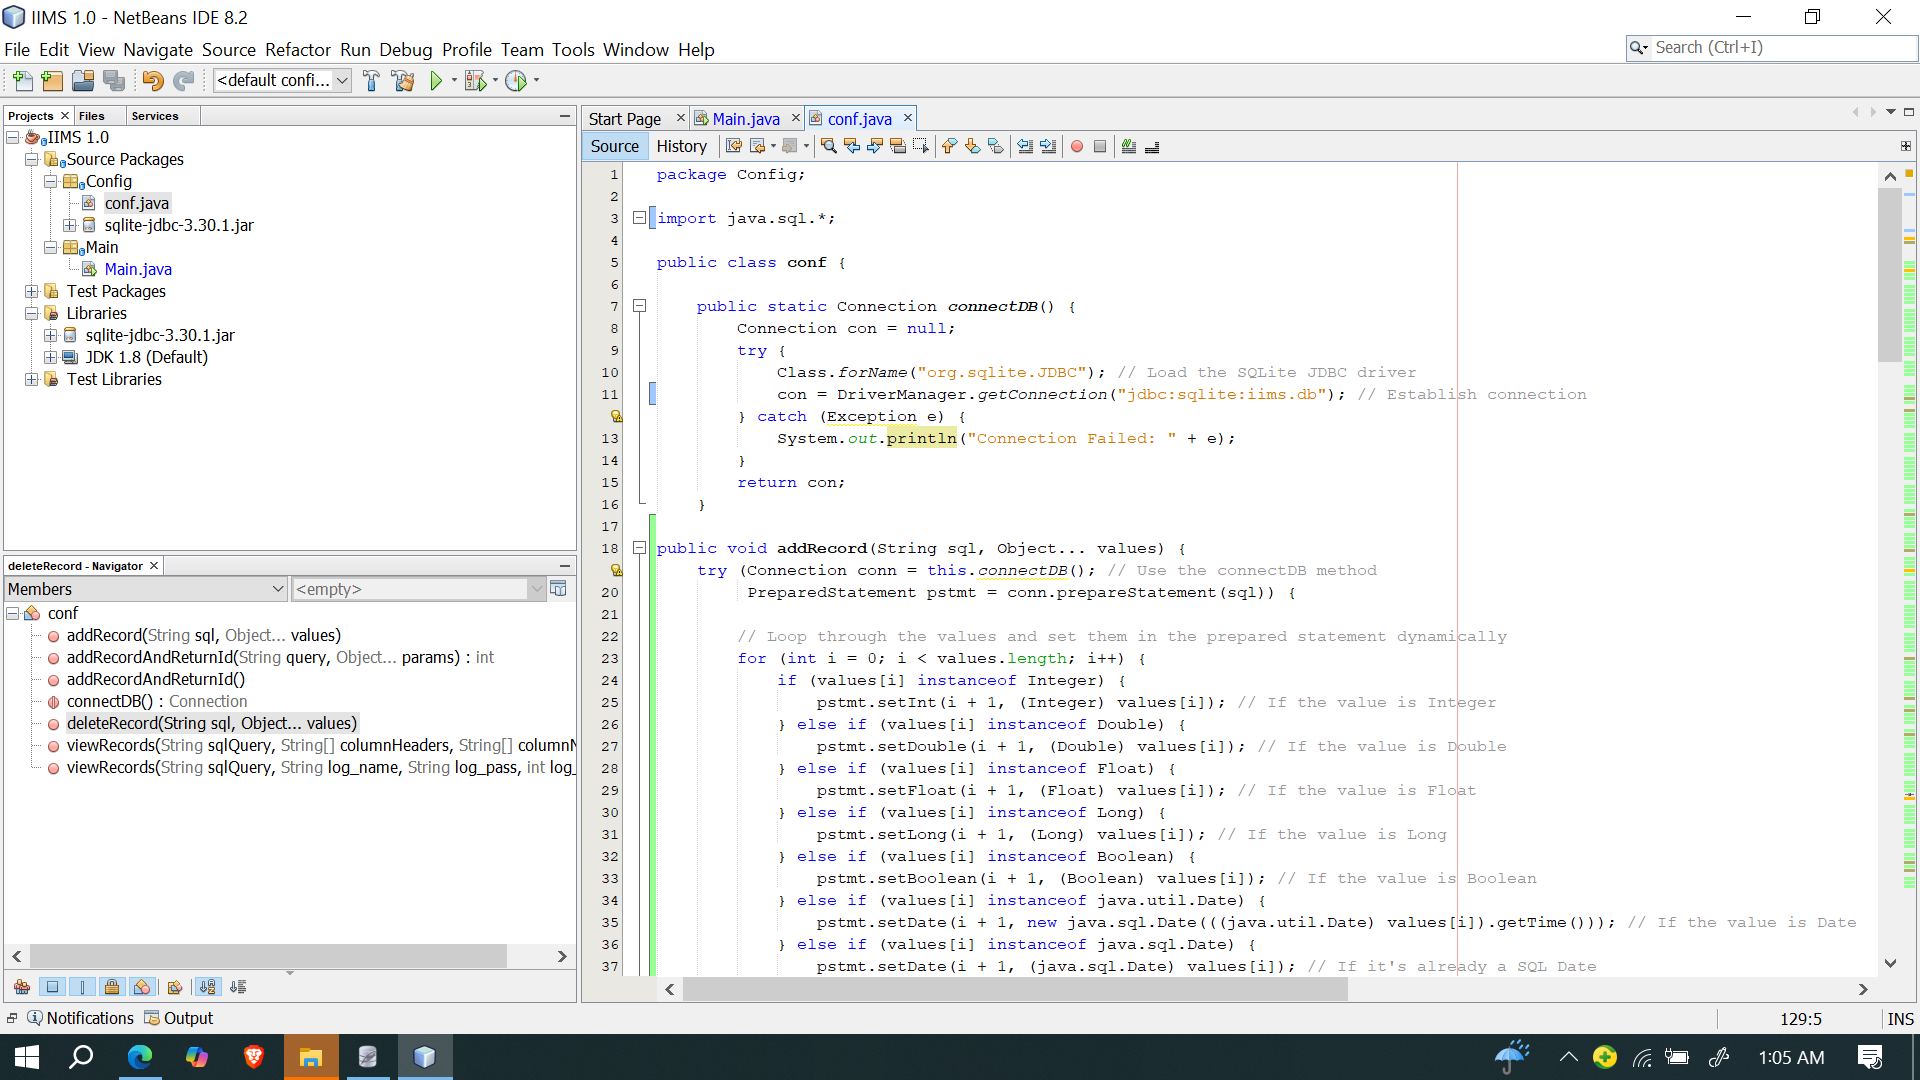 IIMS 1.0 - NetBeans IDE 8.2
File Edit View Navigate Source Refactor Run Debug Profile Team Tools Window Help
Search (Ctrl+I)
<default confi...
Projects Files Services
IIMS 1.0
Source Packages
Config
conf.java
sqlite-jdbc-3.30.1.jar
Main
Main.java
Test Packages
Libraries
sqlite-jdbc-3.30.1.jar
JDK 1.8 (Default)
Test Libraries
deleteRecord - Navigator
Members <empty>
conf
addRecord(String sql, Object... values)
addRecordAndReturnId(String query, Object... params) : int
addRecordAndReturnId()
connectDB() : Connection
deleteRecord(String sql, Object... values)
viewRecords(String sqlQuery, String[] columnHeaders, String[] column
viewRecords(String sqlQuery, String log_name, String log_pass, int log_
Start Page Main.java conf.java
Source History
1 package Config;
2
3 import java.sql.*;
4
5 public class conf {
6
7 public static Connection connectDB() {
8 Connection con = null;
9 try {
10 Class.forName("org.sqlite.JDBC"); // Load the SQLite JDBC driver
11 con = DriverManager.getConnection("jdbc:sqlite:iims.db"); // Establish connection
} catch (Exception e) {
13 System.out.println("Connection Failed: " + e);
14 }
15 return con;
16 }
17
18 public void addRecord(String sql, Object... values) {
try (Connection conn = this.connectDB(); // Use the connectDB method
20 PreparedStatement pstmt = conn.prepareStatement(sql)) {
21
22 // Loop through the values and set them in the prepared statement dynamically
23 for (int i = 0; i < values.length; i++) {
24 if (values[i] instanceof Integer) {
25 pstmt.setInt(i + 1, (Integer) values[i]); // If the value is Integer
26 } else if (values[i] instanceof Double) {
27 pstmt.setDouble(i + 1, (Double) values[i]); // If the value is Double
28 } else if (values[i] instanceof Float) {
29 pstmt.setFloat(i + 1, (Float) values[i]); // If the value is Float
30 } else if (values[i] instanceof Long) {
31 pstmt.setLong(i + 1, (Long) values[i]); // If the value is Long
32 } else if (values[i] instanceof Boolean) {
33 pstmt.setBoolean(i + 1, (Boolean) values[i]); // If the value is Boolean
34 } else if (values[i] instanceof java.util.Date) {
35 pstmt.setDate(i + 1, new java.sql.Date(((java.util.Date) values[i]).getTime())); // If the value is Date
36 } else if (values[i] instanceof java.sql.Date) {
37 pstmt.setDate(i + 1, (java.sql.Date) values[i]); // If it's already a SQL Date
Notifications Output
129:5 INS
1:05 AM